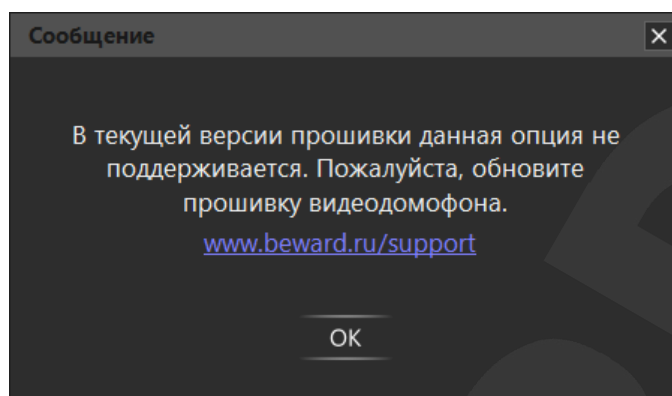 Сообщение
В текущей версии прошивки данная опция не
поддерживается. Пожалуйста, обновите
прошивку видеодомофона.
www.beward.ru/support
OK